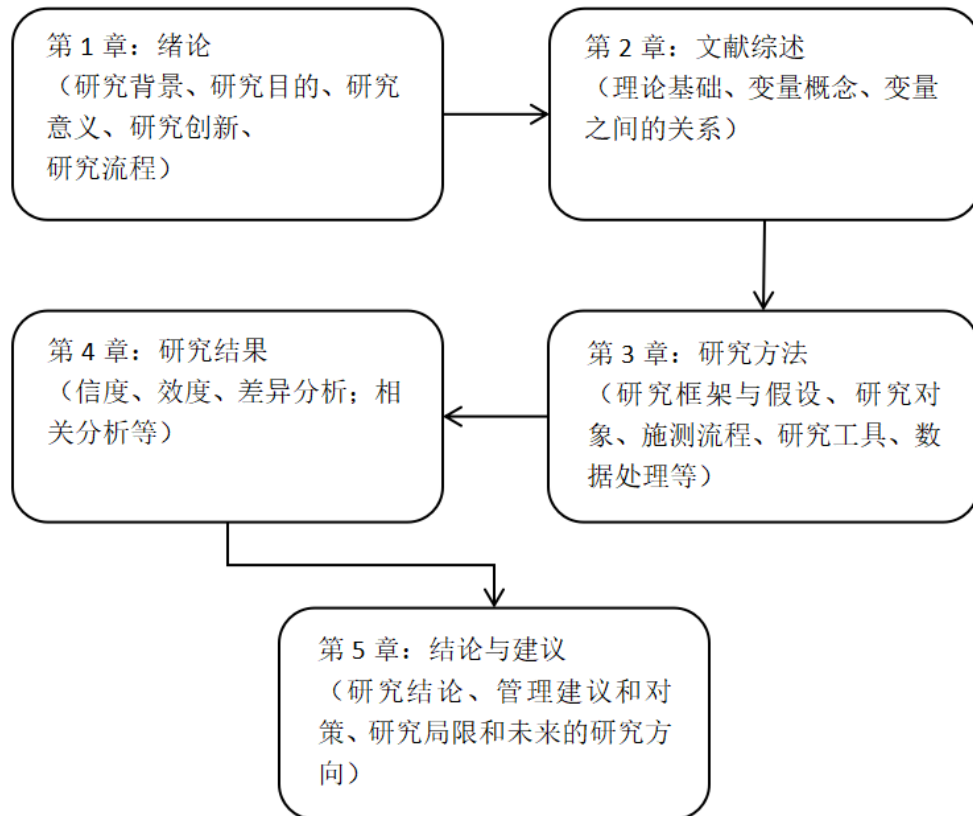 第 1 章：绪论
（研究背景、研究目的、研究
意义、研究创新、
研究流程）
第 2 章：文献综述
（理论基础、变量概念、变量
之间的关系）
第 3 章：研究方法
（研究框架与假设、研究对
象、施测流程、研究工具、数
据处理等）
第 4 章：研究结果
（信度、效度、差异分析；相
关分析等）
第 5 章：结论与建议
（研究结论、管理建议和对
策、研究局限和未来的研究方
向）